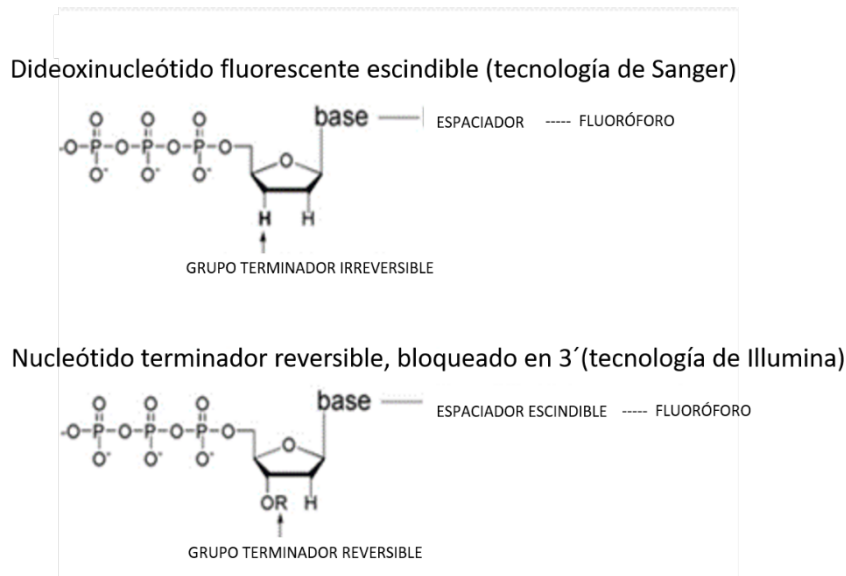 Dideoxinucleótido fluorescente escindible (tecnología de Sanger)
O O O base ESPACIADOR ----- FLUORÓFORO
-O-P-O-P-O-P-O O
O- O- O-
H H
GRUPO TERMINADOR IRREVERSIBLE
Nucleótido terminador reversible, bloqueado en 3´(tecnología de Illumina)
O O O base ESPACIADOR ESCINDIBLE ----- FLUORÓFORO
-O-P-O-P-O-P-O O
O- O- O-
OR H
GRUPO TERMINADOR REVERSIBLE